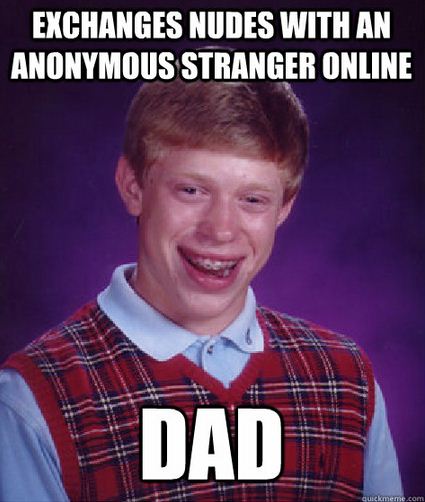 EXCHANGES NUDES WITH AN
ANONYMOUS STRANGER ONLINE
DAD
quickmeme.com